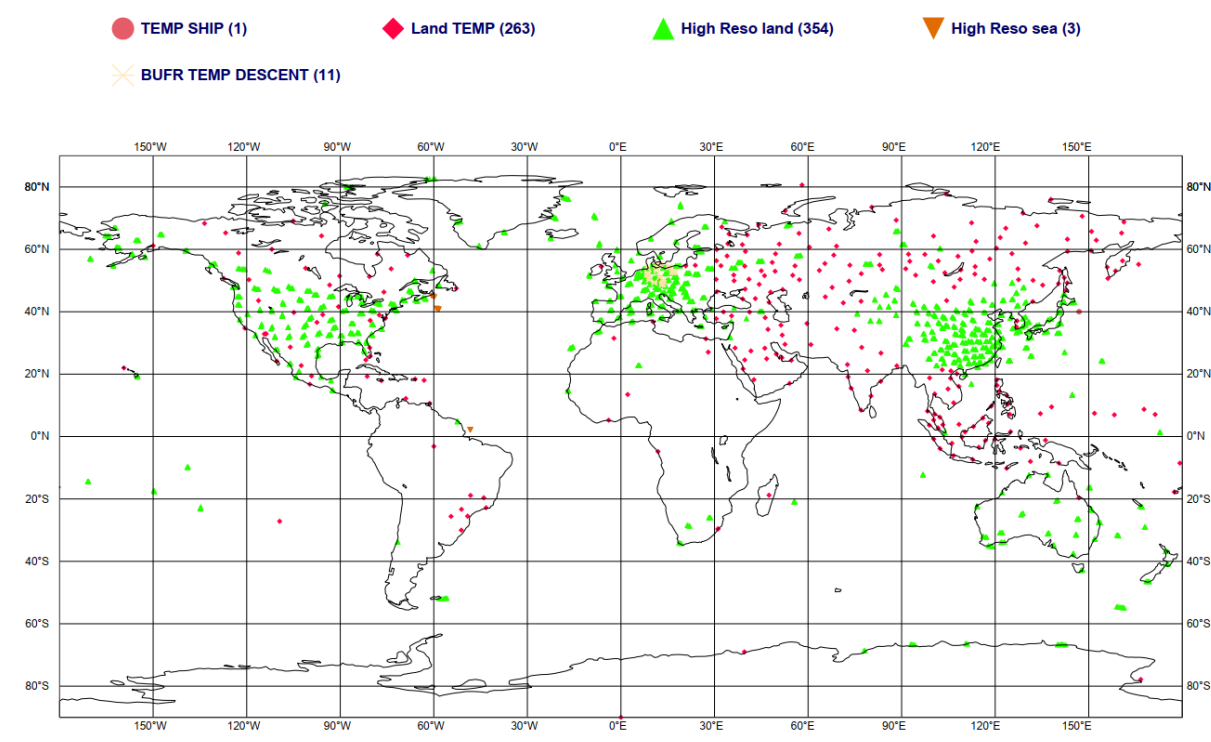 TEMP SHIP (1) Land TEMP (263) High Reso land (354) High Reso sea (3)
BUFR TEMP DESCENT (11)
150°W 120°W 90°W 60°W 30°W 0°E 30°E 60°E 90°E 120°E 150°E
80°N 80°N
60°N 60°N
40°N 40°N
20°N 20°N
0°N 0°N
20°S 20°S
40°S 40°S
60°S 60°S
80°S 80°S
150°W 120°W 90°W 60°W 30°W 0°E 30°E 60°E 90°E 120°E 150°E